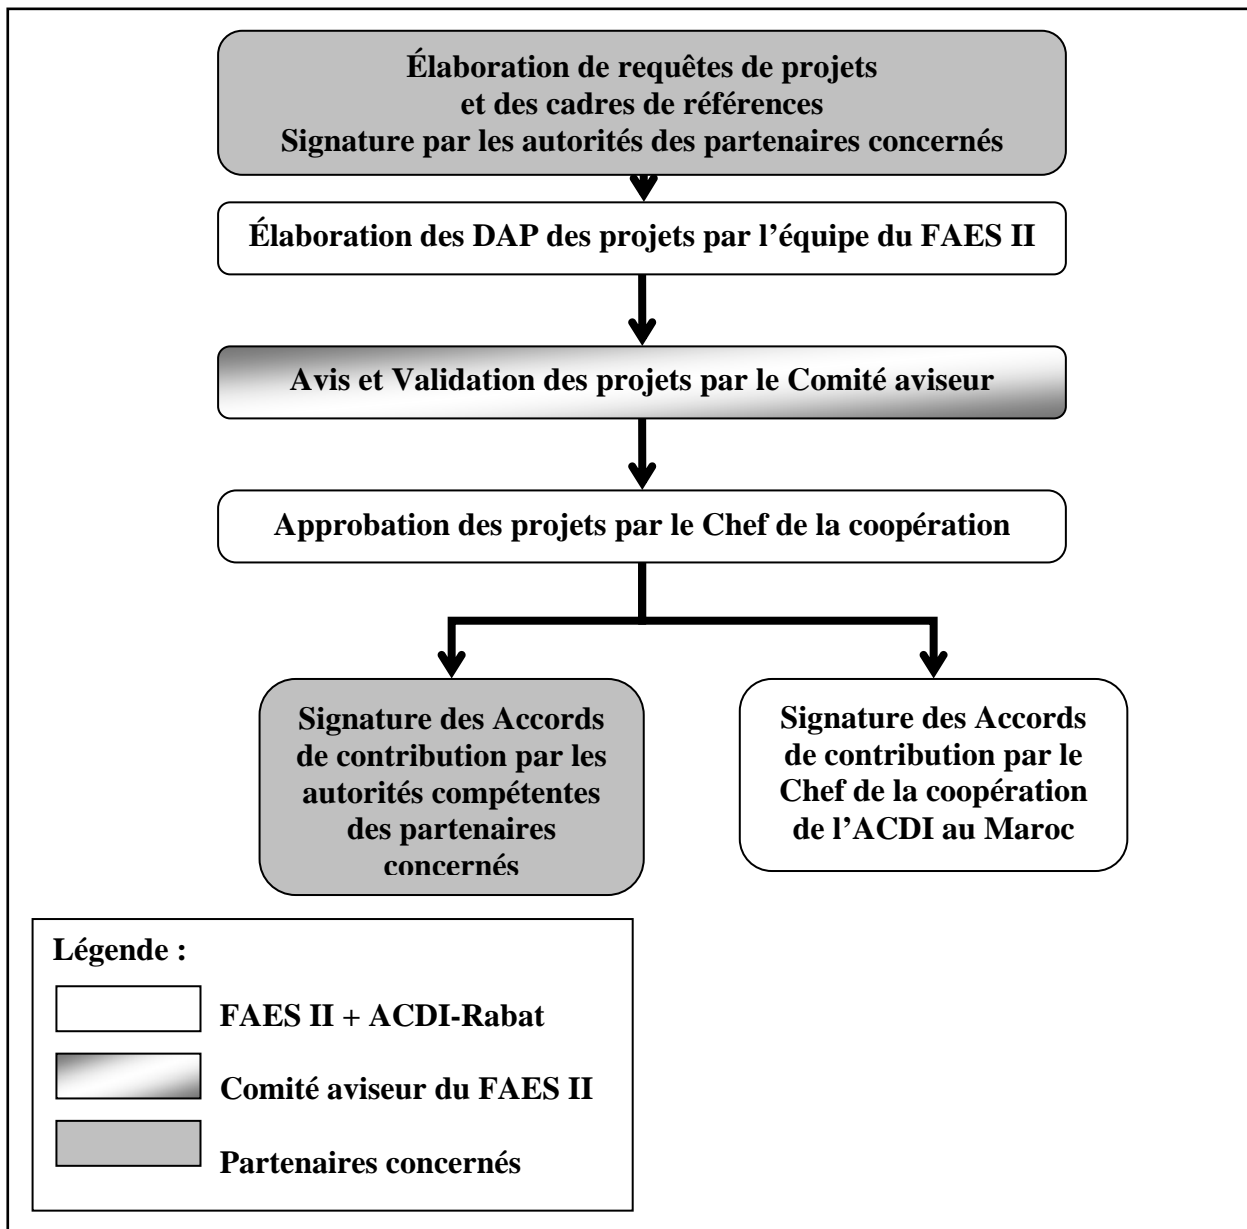 Élaboration de requêtes de projets
et des cadres de références
Signature par les autorités des partenaires concernés
Élaboration des DAP des projets par l’équipe du FAES II
Avis et Validation des projets par le Comité aviseur
Approbation des projets par le Chef de la coopération
Signature des Accords
de contribution par les
autorités compétentes
des partenaires
concernés
Signature des Accords
de contribution par le
Chef de la coopération
de l’ACDI au Maroc
Légende :
FAES II + ACDI-Rabat
Comité aviseur du FAES II
Partenaires concernés